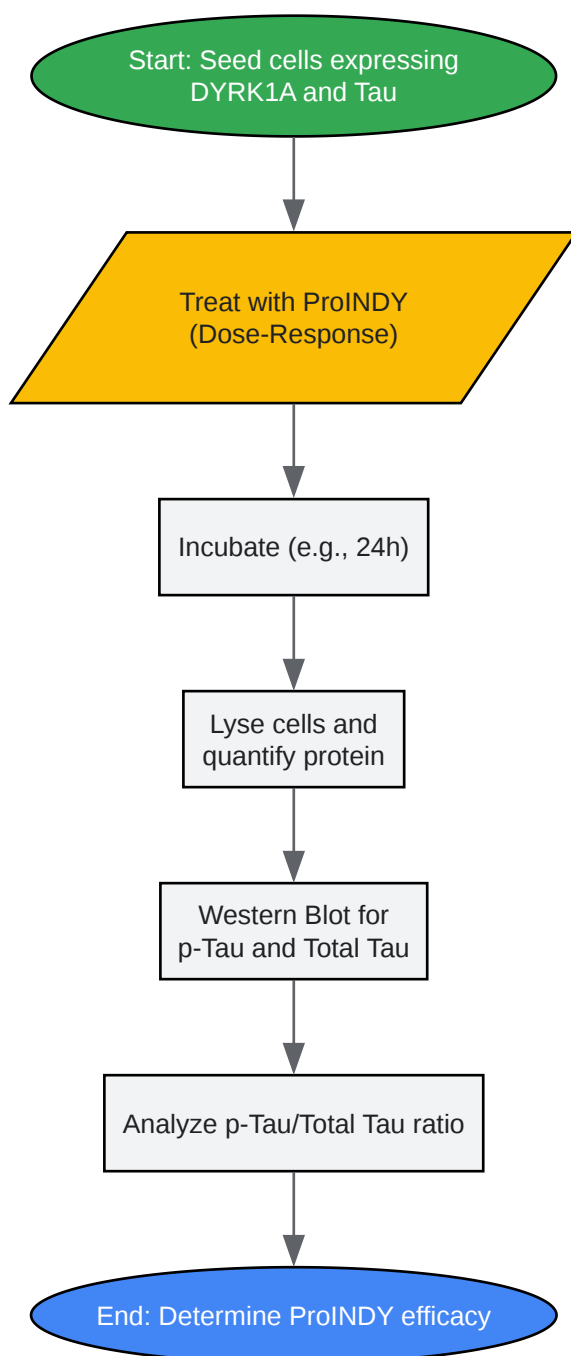 Start: Seed cells expressing
DYRK1A and Tau
Treat with ProINDY
(Dose-Response)
Incubate (e.g., 24h)
Lyse cells and
quantify protein
Western Blot for
p-Tau and Total Tau
Analyze p-Tau/Total Tau ratio
End: Determine ProINDY efficacy